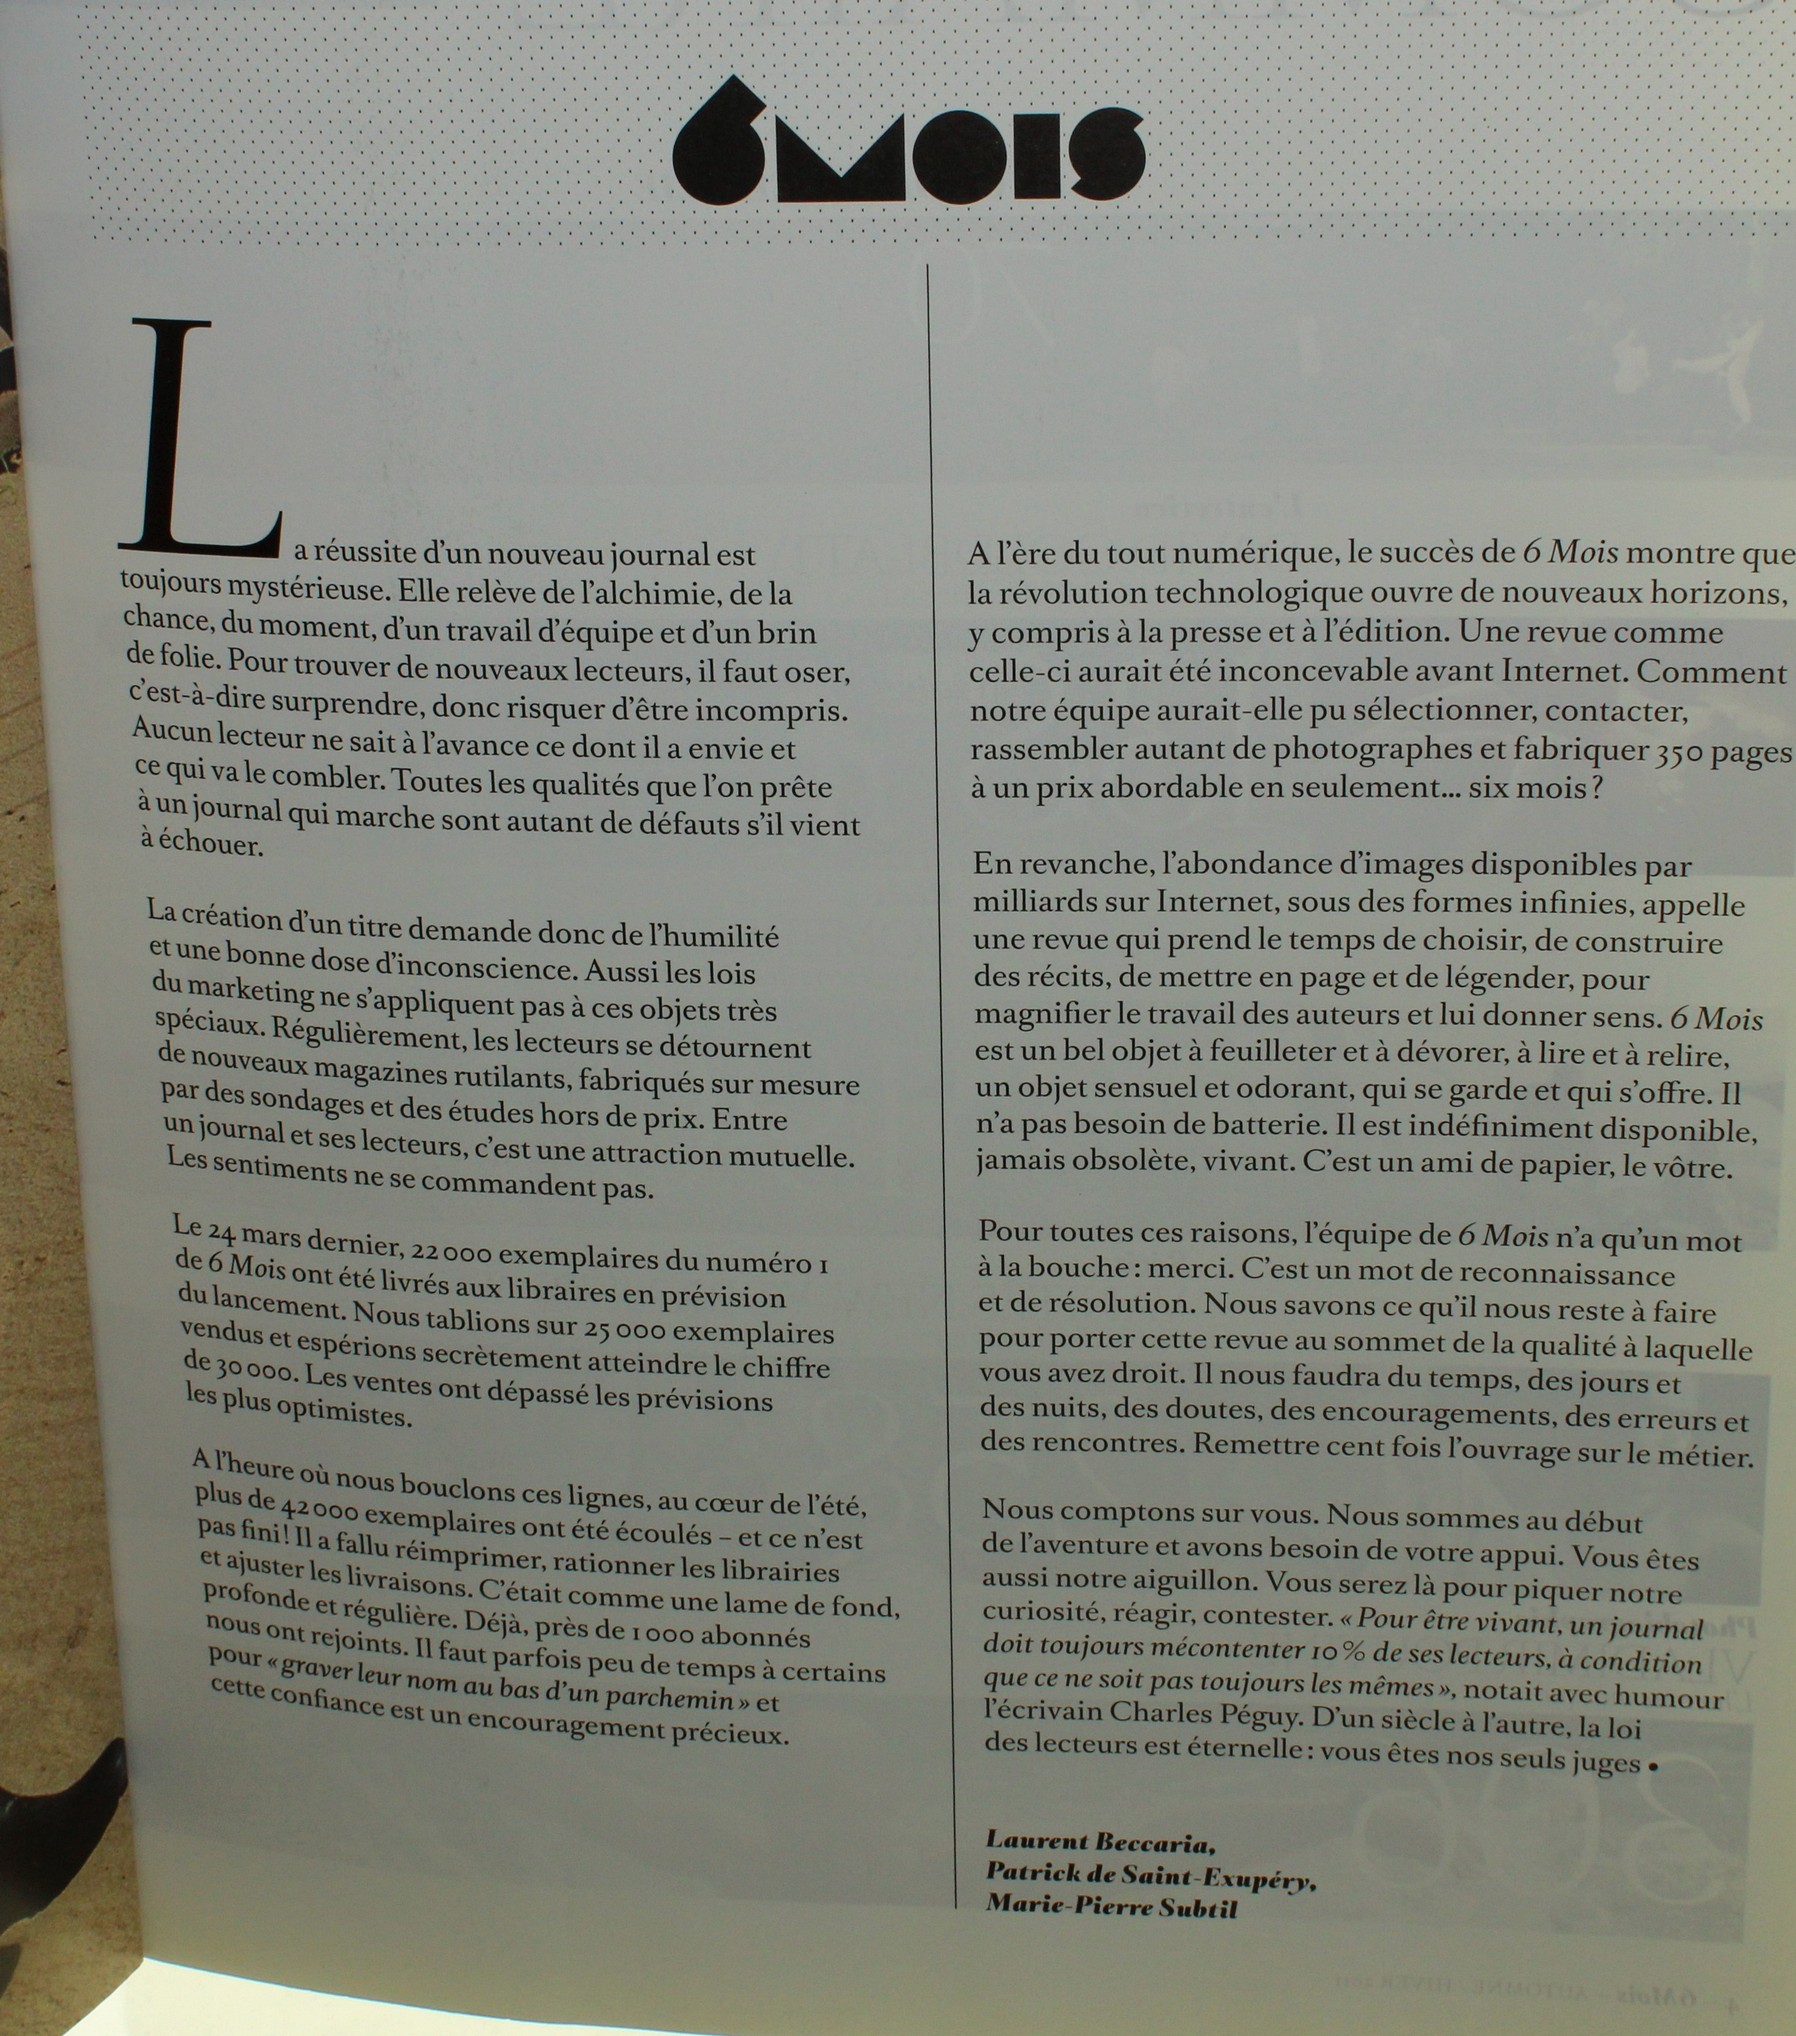 6MOIS
La réussite d'un nouveau journal est
toujours mystérieuse. Elle relève de l'alchimie, de la
chance, du moment, d'un travail d'équipe et d'un brin
de folie. Pour trouver de nouveaux lecteurs, il faut oser,
c'est-à-dire surprendre, donc risquer d'être incompris.
Aucun lecteur ne sait à l'avance ce dont il a envie et
ce qui va le combler. Toutes les qualités que l'on prête
à un journal qui marche sont autant de défauts s'il vient
à échouer.
La création d'un titre demande donc de l'humilité
et une bonne dose d'inconscience. Aussi les lois
du marketing ne s'appliquent pas à ces objets très
spéciaux. Régulièrement, les lecteurs se détournent
de nouveaux magazines rutilants, fabriqués sur mesure
par des sondages et des études hors de prix. Entre
un journal et ses lecteurs, c'est une attraction mutuelle.
Les sentiments ne se commandent pas.
Le 24 mars dernier, 22 000 exemplaires du numéro 1
de 6 Mois ont été livrés aux libraires en prévision
du lancement. Nous tablions sur 25 000 exemplaires
vendus et espérions secrètement atteindre le chiffre
de 30 000. Les ventes ont dépassé les prévisions
les plus optimistes.
A l'heure où nous bouclons ces lignes, au cœur de l'été,
plus de 42 000 exemplaires ont été écoulés – et ce n'est
pas fini ! Il a fallu réimprimer, rationner les librairies
et ajuster les livraisons. C'était comme une lame de fond,
profonde et régulière. Déjà, près de 1 000 abonnés
nous ont rejoints. Il faut parfois peu de temps à certains
pour « graver leur nom au bas d'un parchemin » et
cette confiance est un encouragement précieux.
A l'ère du tout numérique, le succès de 6 Mois montre que
la révolution technologique ouvre de nouveaux horizons,
y compris à la presse et à l'édition. Une revue comme
celle-ci aurait été inconcevable avant Internet. Comment
notre équipe aurait-elle pu sélectionner, contacter,
rassembler autant de photographes et fabriquer 350 pages
à un prix abordable en seulement... six mois ?
En revanche, l'abondance d'images disponibles par
milliards sur Internet, sous des formes infinies, appelle
une revue qui prend le temps de choisir, de construire
des récits, de mettre en page et de légender, pour
magnifier le travail des auteurs et lui donner sens. 6 Mois
est un bel objet à feuilleter et à dévorer, à lire et à relire,
un objet sensuel et odorant, qui se garde et qui s'offre. Il
n'a pas besoin de batterie. Il est indéfiniment disponible,
jamais obsolète, vivant. C'est un ami de papier, le vôtre.
Pour toutes ces raisons, l'équipe de 6 Mois n'a qu'un mot
à la bouche : merci. C'est un mot de reconnaissance
et de résolution. Nous savons ce qu'il nous reste à faire
pour porter cette revue au sommet de la qualité à laquelle
vous avez droit. Il nous faudra du temps, des jours et
des nuits, des doutes, des encouragements, des erreurs et
des rencontres. Remettre cent fois l'ouvrage sur le métier.
Nous comptons sur vous. Nous sommes au début
de l'aventure et avons besoin de votre appui. Vous êtes
aussi notre aiguillon. Vous serez là pour piquer notre
curiosité, réagir, contester. « Pour être vivant, un journal
doit toujours mécontenter 10 % de ses lecteurs, à condition
que ce ne soit pas toujours les mêmes », notait avec humour
l'écrivain Charles Péguy. D'un siècle à l'autre, la loi
des lecteurs est éternelle : vous êtes nos seuls juges •
Laurent Beccaria,
Patrick de Saint-Exupéry,
Marie-Pierre Subtil